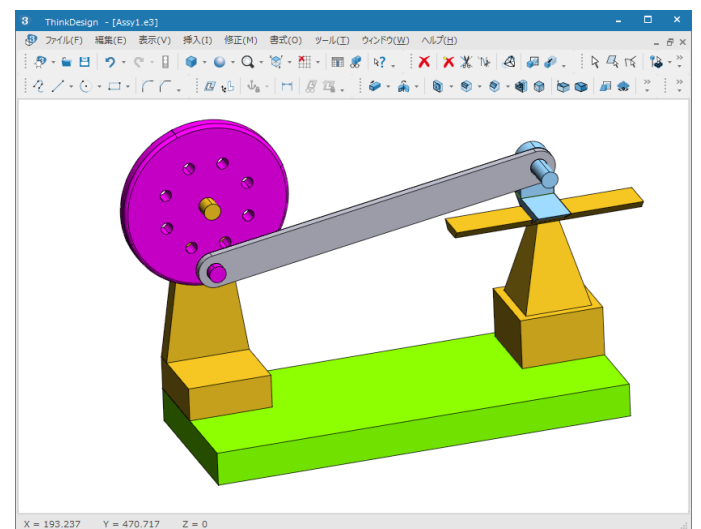 3 ThinkDesign - [Assy1.e3]
ファイル(F) 編集(E) 表示(V) 挿入(I) 修正(M) 書式(O) ツール(T) ウィンドウ(W) ヘルプ(H)
X = 193.237 Y = 470.717 Z = 0